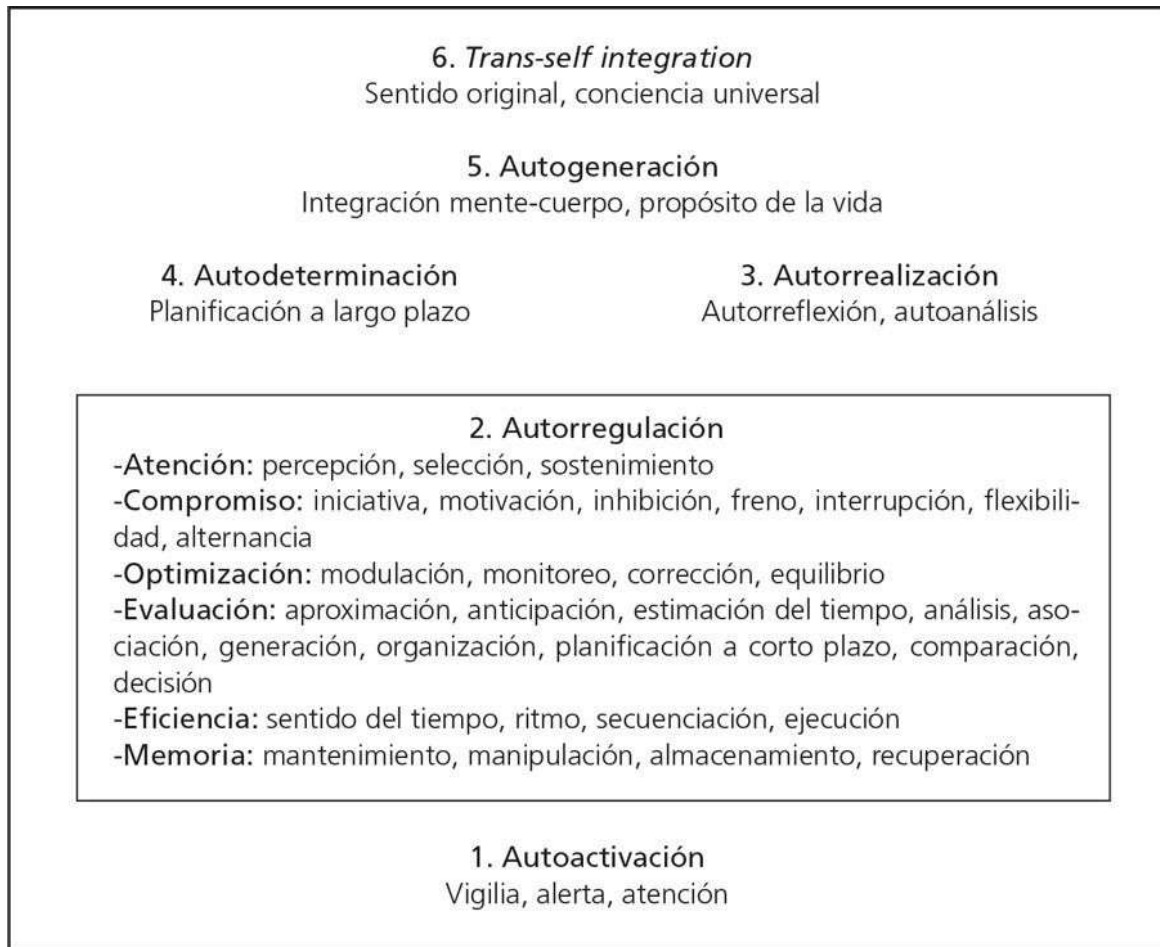 6. Trans-self integration
Sentido original, conciencia universal
5. Autogeneración
Integración mente-cuerpo, propósito de la vida
4. Autodeterminación
Planificación a largo plazo
3. Autorrealización
Autorreflexión, autoanálisis
2. Autorregulación
-Atención: percepción, selección, sostenimiento
-Compromiso: iniciativa, motivación, inhibición, freno, interrupción, flexibili-
dad, alternancia
-Optimización: modulación, monitoreo, corrección, equilibrio
-Evaluación: aproximación, anticipación, estimación del tiempo, análisis, aso-
ciación, generación, organización, planificación a corto plazo, comparación,
decisión
-Eficiencia: sentido del tiempo, ritmo, secuenciación, ejecución
-Memoria: mantenimiento, manipulación, almacenamiento, recuperación
1. Autoactivación
Vigilia, alerta, atención